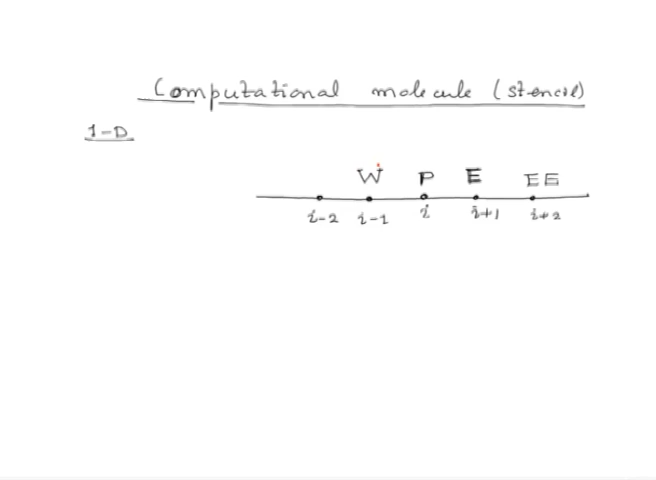 Computational molecule (stencil)
1-D
W P E EE
i-2 i-1 i i+1 i+2